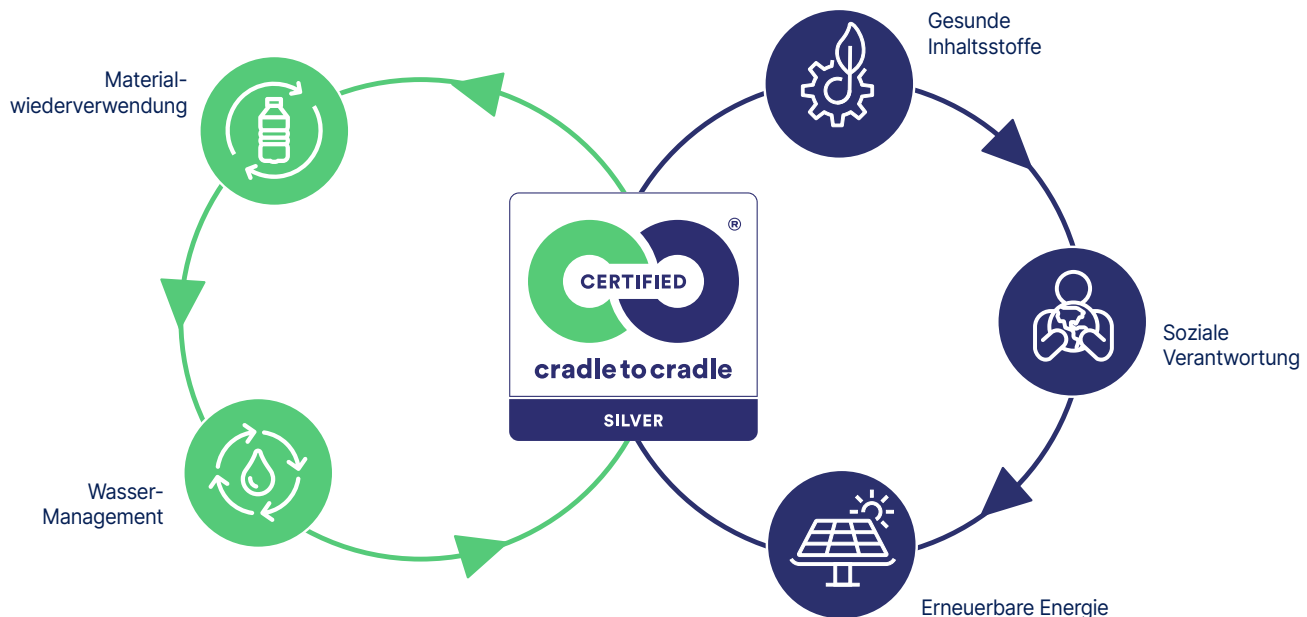 Gesunde
Inhaltsstoffe
Material-
wiederverwendung
®
CERTIFIED
cradle to cradle
SILVER
Soziale
Verantwortung
Wasser-
Management
Erneuerbare Energie